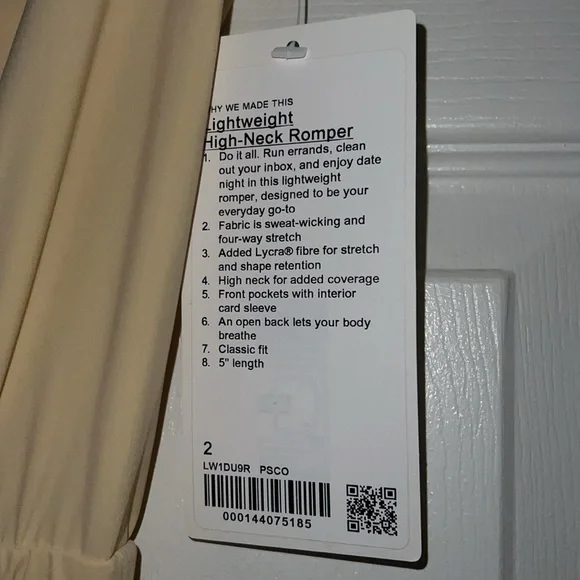 HY WE MADE THIS
Lightweight
High-Neck Romper
1. Do it all. Run errands, clean
out your inbox, and enjoy date
night in this lightweight
romper, designed to be your
everyday go-to
2. Fabric is sweat-wicking and
four-way stretch
3. Added Lycra® fibre for stretch
and shape retention
4. High neck for added coverage
5. Front pockets with interior
card sleeve
6. An open back lets your body
breathe
7. Classic fit
8. 5" length
2
LW1DU9R PSCO
000144075185